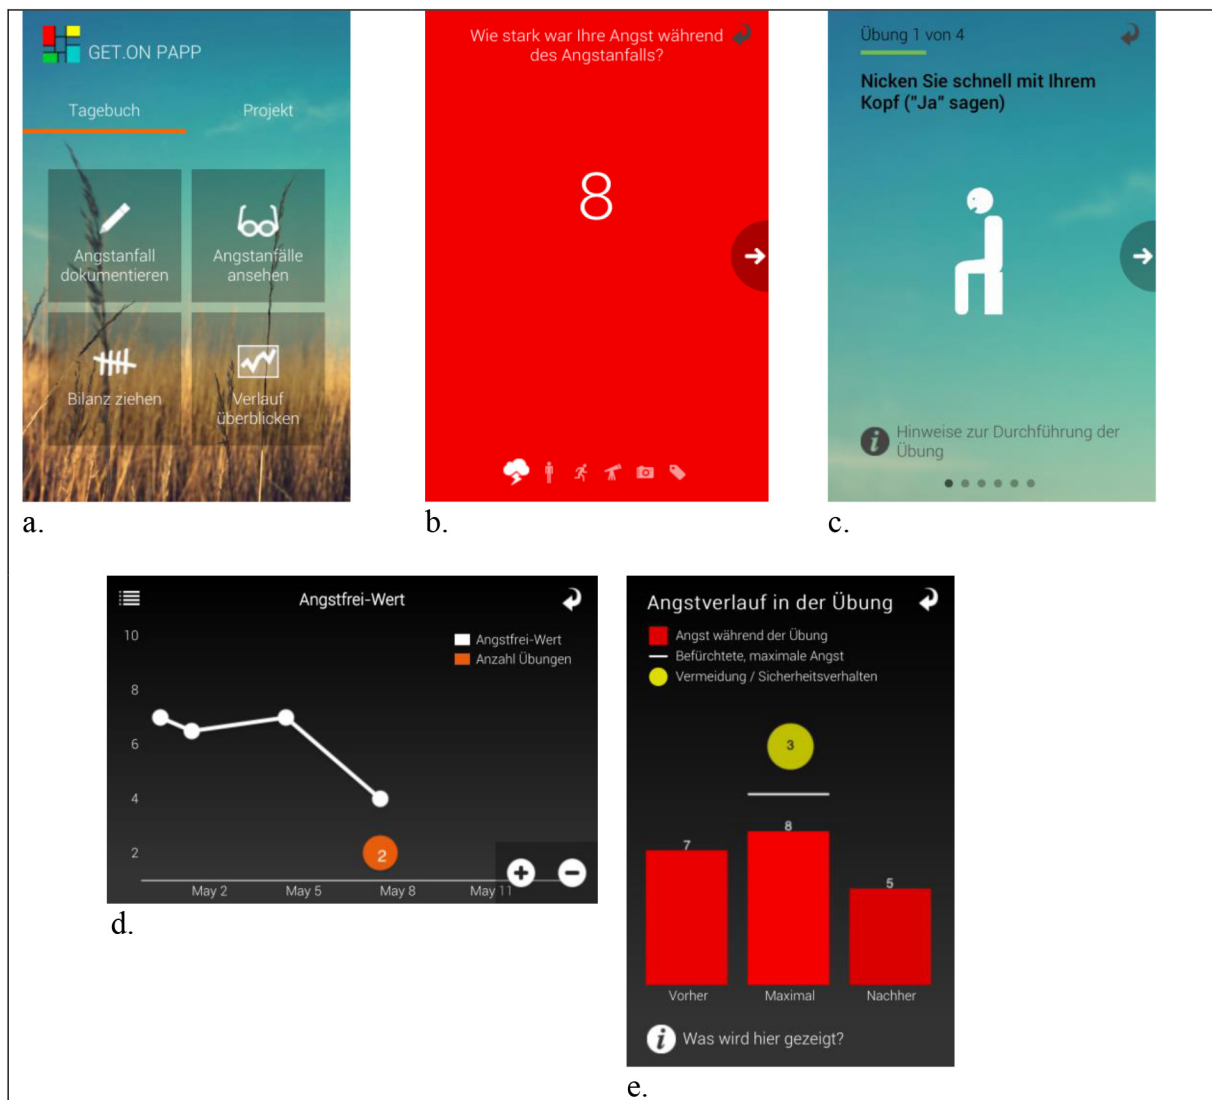 GET.ON PAPP
Tagebuch Projekt
Angstanfall
dokumentieren
Angstanfälle
ansehen
Bilanz ziehen
Verlauf
überblicken
a.
Wie stark war Ihre Angst während
des Angstanfalls?
8
b.
Übung 1 von 4
Nicken Sie schnell mit Ihrem
Kopf ("Ja" sagen)
Hinweise zur Durchführung der
Übung
c.
Angstfrei-Wert
Angstfrei-Wert
Anzahl Übungen
10
8
6
4
2
2
May 2 May 5 May 8 May 11
d.
Angstverlauf in der Übung
Angst während der Übung
Befürchtete, maximale Angst
Vermeidung / Sicherheitsverhalten
3
7 8 5
Vorher Maximal Nachher
Was wird hier gezeigt?
e.